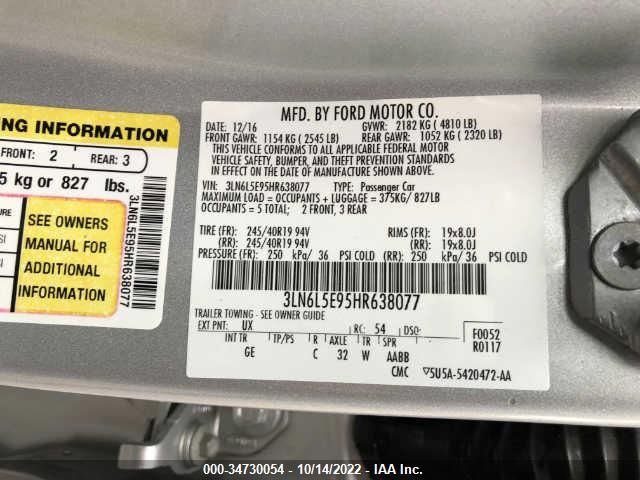 NG INFORMATION
FRONT: 2 REAR: 3
5 kg or 827 lbs.
SEE OWNERS
MANUAL FOR
ADDITIONAL
INFORMATION
3LN6L5E95HR638077
MFD. BY FORD MOTOR CO.
DATE: 12/16 GVWR: 2182 KG ( 4810 LB)
FRONT GAWR: 1154 KG ( 2545 LB) REAR GAWR: 1052 KG ( 2320 LB)
THIS VEHICLE CONFORMS TO ALL APPLICABLE FEDERAL MOTOR
VEHICLE SAFETY, BUMPER, AND THEFT PREVENTION STANDARDS
IN EFFECT ON THE DATE OF MANUFACTURE SHOWN ABOVE.
VIN: 3LN6L5E95HR638077 TYPE: Passenger Car
MAXIMUM LOAD = OCCUPANTS + LUGGAGE = 375KG/ 827LB
OCCUPANTS = 5 TOTAL; 2 FRONT, 3 REAR
TIRE (FR): 245/40R19 94V RIMS (FR): 19x8.0J
(RR): 245/40R19 94V (RR): 19x8.0J
PRESSURE (FR): 250 kPa/ 36 PSI COLD (RR): 250 kPa/ 36 PSI COLD
3LN6L5E95HR638077
TRAILER TOWING - SEE OWNER GUIDE
EXT PNT: UX RC: 54 DSO:
INT TR TP/PS R AXLE TR SPR
GE C 32 W AABB
F0052
R0117
CMC 5U5A-5420472-AA
000-34730054 - 10/14/2022 - IAA Inc.